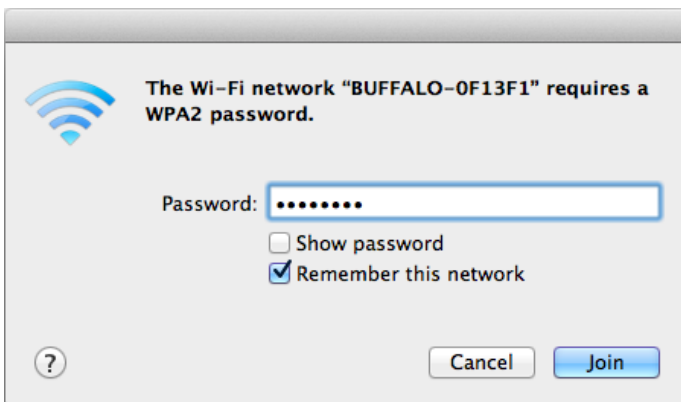 The Wi-Fi network “BUFFALO-0F13F1” requires a
WPA2 password.
Password: ••••••••
Show password
Remember this network
? Cancel Join